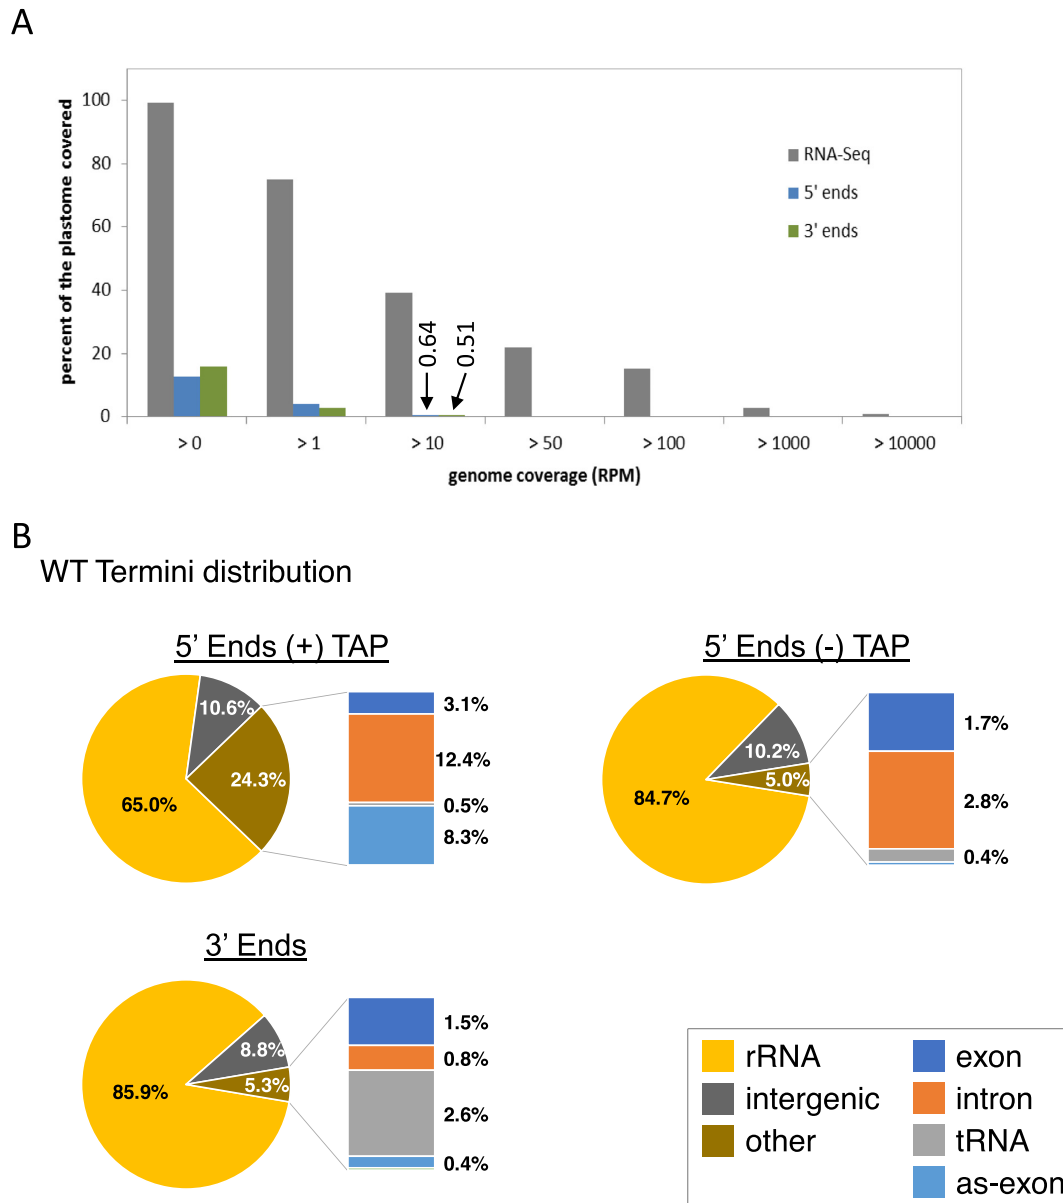 A
percent of the plastome covered
100
80
60
40
20
0
RNA-Seq
5' ends
3' ends
0.64
0.51
> 0
> 1
> 10
> 50
> 100
> 1000
> 10000
genome coverage (RPM)
B
WT Termini distribution
5’ Ends (+) TAP
10.6%
24.3%
65.0%
3.1%
12.4%
0.5%
8.3%
5’ Ends (-) TAP
10.2%
5.0%
84.7%
1.7%
2.8%
0.4%
3’ Ends
8.8%
5.3%
85.9%
1.5%
0.8%
2.6%
0.4%
rRNA
intergenic
other
exon
intron
tRNA
as-exon